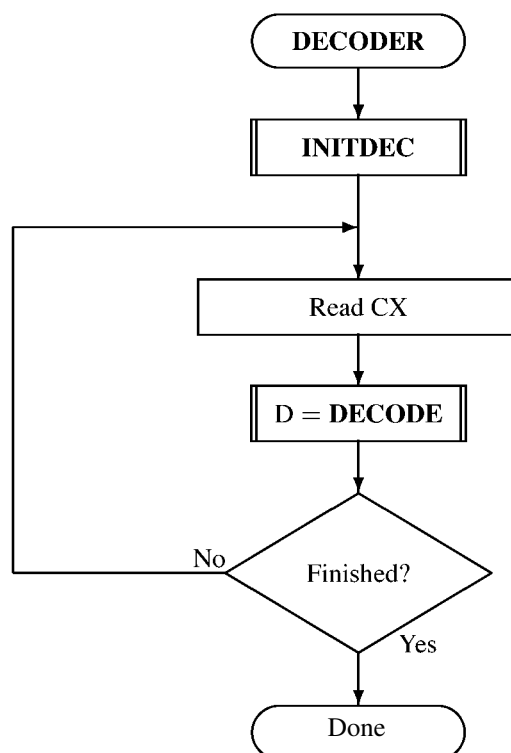 DECODER
INITDEC
Read CX
D = DECODE
No
Finished?
Yes
Done